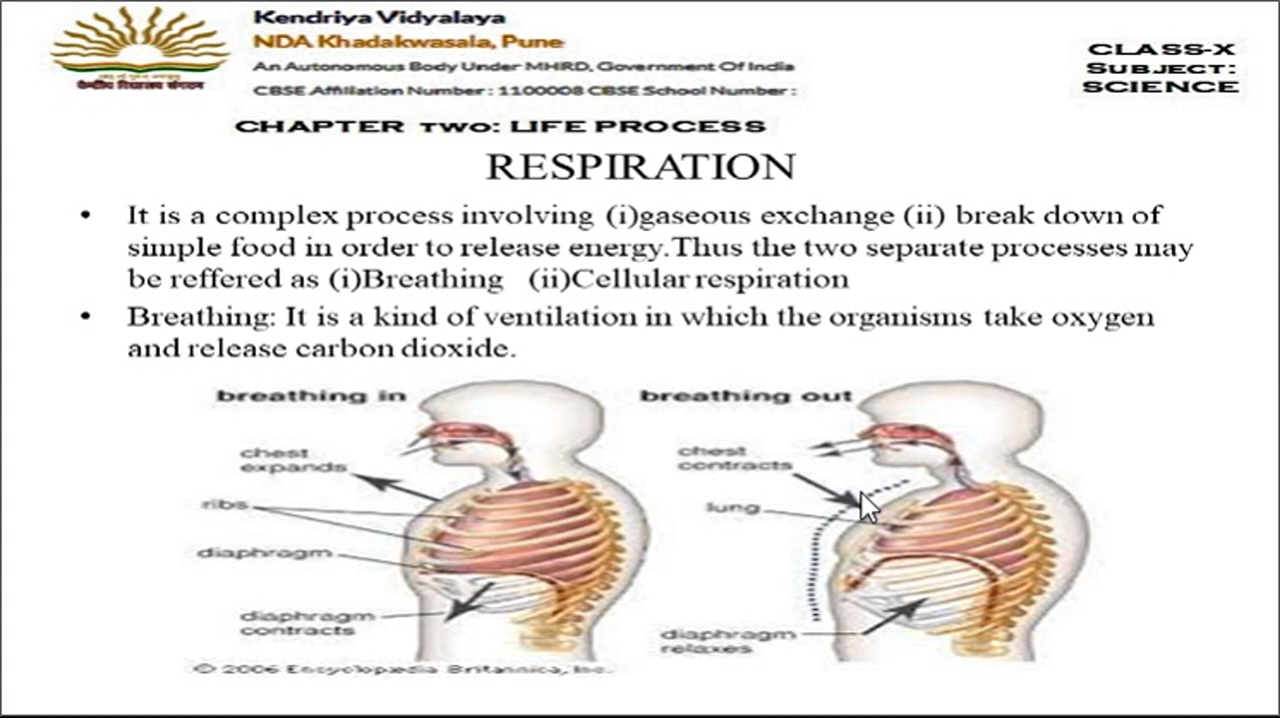 Kendriya Vidyalaya
NDA Khadakwasala, Pune
An Autonomous Body Under MHRD, Government Of India
CBSE Affiliation Number : 1100008 CBSE School Number :
केन्द्रीय विद्यालय संगठन
CLASS-X
SUBJECT:
SCIENCE
CHAPTER TWO: LIFE PROCESS
RESPIRATION
• It is a complex process involving (i)gaseous exchange (ii) break down of
simple food in order to release energy.Thus the two separate processes may
be reffered as (i)Breathing (ii)Cellular respiration
• Breathing: It is a kind of ventilation in which the organisms take oxygen
and release carbon dioxide.
breathing in
chest
expands
ribs
diaphragm
diaphragm
contracts
© 2006 Encyclopædia Britannica, Inc.
breathing out
chest
contracts
lung
diaphragm
relaxes